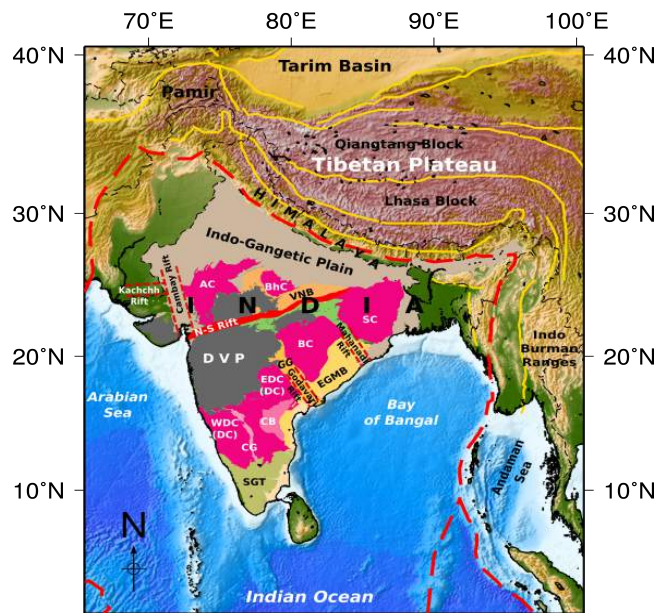 70°E 80°E 90°E 100°E
40°N
40°N
Tarim Basin
Pamir
Qiangtang Block
Tibetan Plateau
Lhasa Block
30°N
30°N
HIMALAYA
Indo-Gangetic Plain
Kachchh
Rift
Cambay Rift
AC
BhC
VNB
INDIA
N-S Rift
SC
20°N
20°N
DVP
BC
Mahanadi
Rift
Indo
Burman
Ranges
GG
Godavari
Rift
EGMB
EDC
(DC)
Arabian
Sea
Bay
of Bangal
WDC
(DC)
CB
CG
SGT
Andaman
Sea
10°N
10°N
N
Indian Ocean